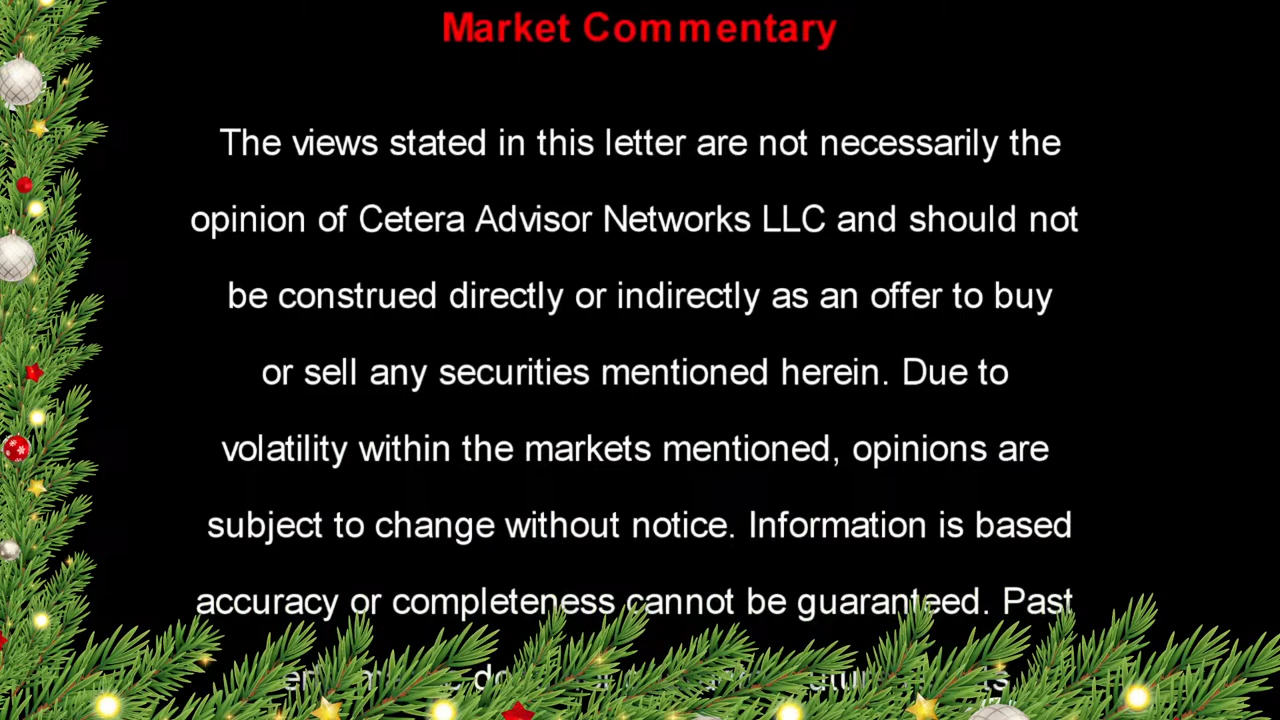 Market Commentary
The views stated in this letter are not necessarily the
opinion of Cetera Advisor Networks LLC and should not
be construed directly or indirectly as an offer to buy
or sell any securities mentioned herein. Due to
volatility within the markets mentioned, opinions are
subject to change without notice. Information is based
accuracy or completeness cannot be guaranteed. Past